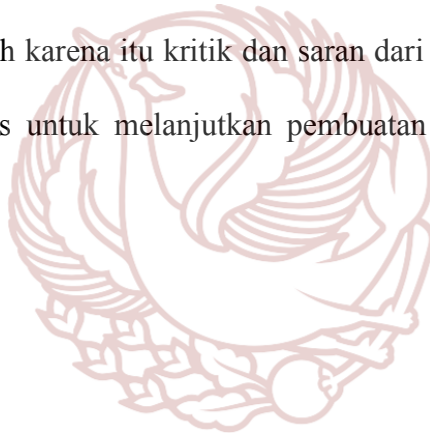 h karena itu kritik dan saran dari
s untuk melanjutkan pembuatan